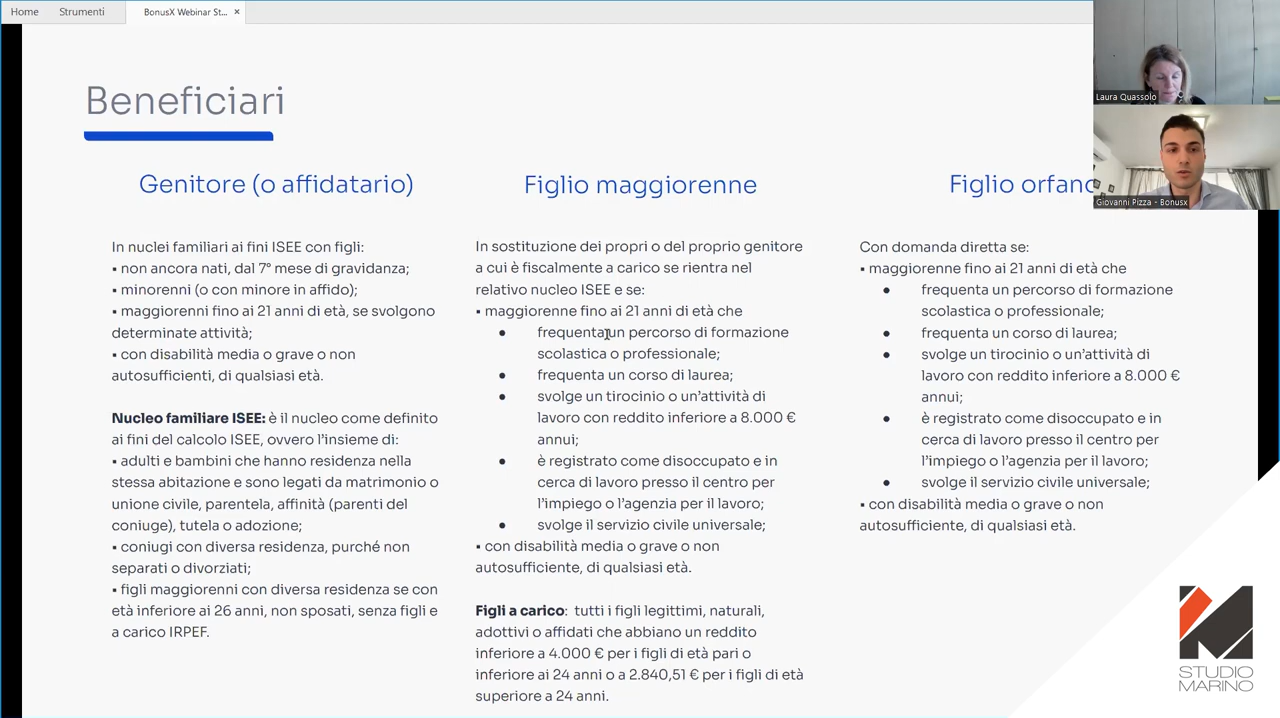 Home
Strumenti
BonusX Webinar St...
×
Laura Quassolo
Giovanni Pizza - Bonusx
Beneficiari
Genitore (o affidatario)
In nuclei familiari ai fini ISEE con figli:
▪ non ancora nati, dal 7° mese di gravidanza;
▪ minorenni (o con minore in affido);
▪ maggiorenni fino ai 21 anni di età, se svolgono
determinate attività;
▪ con disabilità media o grave o non
autosufficienti, di qualsiasi età.
Nucleo familiare ISEE: è il nucleo come definito
ai fini del calcolo ISEE, ovvero l’insieme di:
▪ adulti e bambini che hanno residenza nella
stessa abitazione e sono legati da matrimonio o
unione civile, parentela, affinità (parenti del
coniuge), tutela o adozione;
▪ coniugi con diversa residenza, purché non
separati o divorziati;
▪ figli maggiorenni con diversa residenza se con
età inferiore ai 26 anni, non sposati, senza figli e
a carico IRPEF.
Figlio maggiorenne
In sostituzione dei propri o del proprio genitore
a cui è fiscalmente a carico se rientra nel
relativo nucleo ISEE e se:
▪ maggiorenne fino ai 21 anni di età che
● frequenta un percorso di formazione
scolastica o professionale;
● frequenta un corso di laurea;
● svolge un tirocinio o un’attività di
lavoro con reddito inferiore a 8.000 €
annui;
● è registrato come disoccupato e in
cerca di lavoro presso il centro per
l’impiego o l’agenzia per il lavoro;
● svolge il servizio civile universale;
▪ con disabilità media o grave o non
autosufficiente, di qualsiasi età.
Figli a carico: tutti i figli legittimi, naturali,
adottivi o affidati che abbiano un reddito
inferiore a 4.000 € per i figli di età pari o
inferiore ai 24 anni o a 2.840,51 € per i figli di età
superiore a 24 anni.
Figlio orfano
Con domanda diretta se:
▪ maggiorenne fino ai 21 anni di età che
● frequenta un percorso di formazione
scolastica o professionale;
● frequenta un corso di laurea;
● svolge un tirocinio o un’attività di
lavoro con reddito inferiore a 8.000 €
annui;
● è registrato come disoccupato e in
cerca di lavoro presso il centro per
l’impiego o l’agenzia per il lavoro;
● svolge il servizio civile universale;
▪ con disabilità media o grave o non
autosufficiente, di qualsiasi età.
STUDIO
MARINO